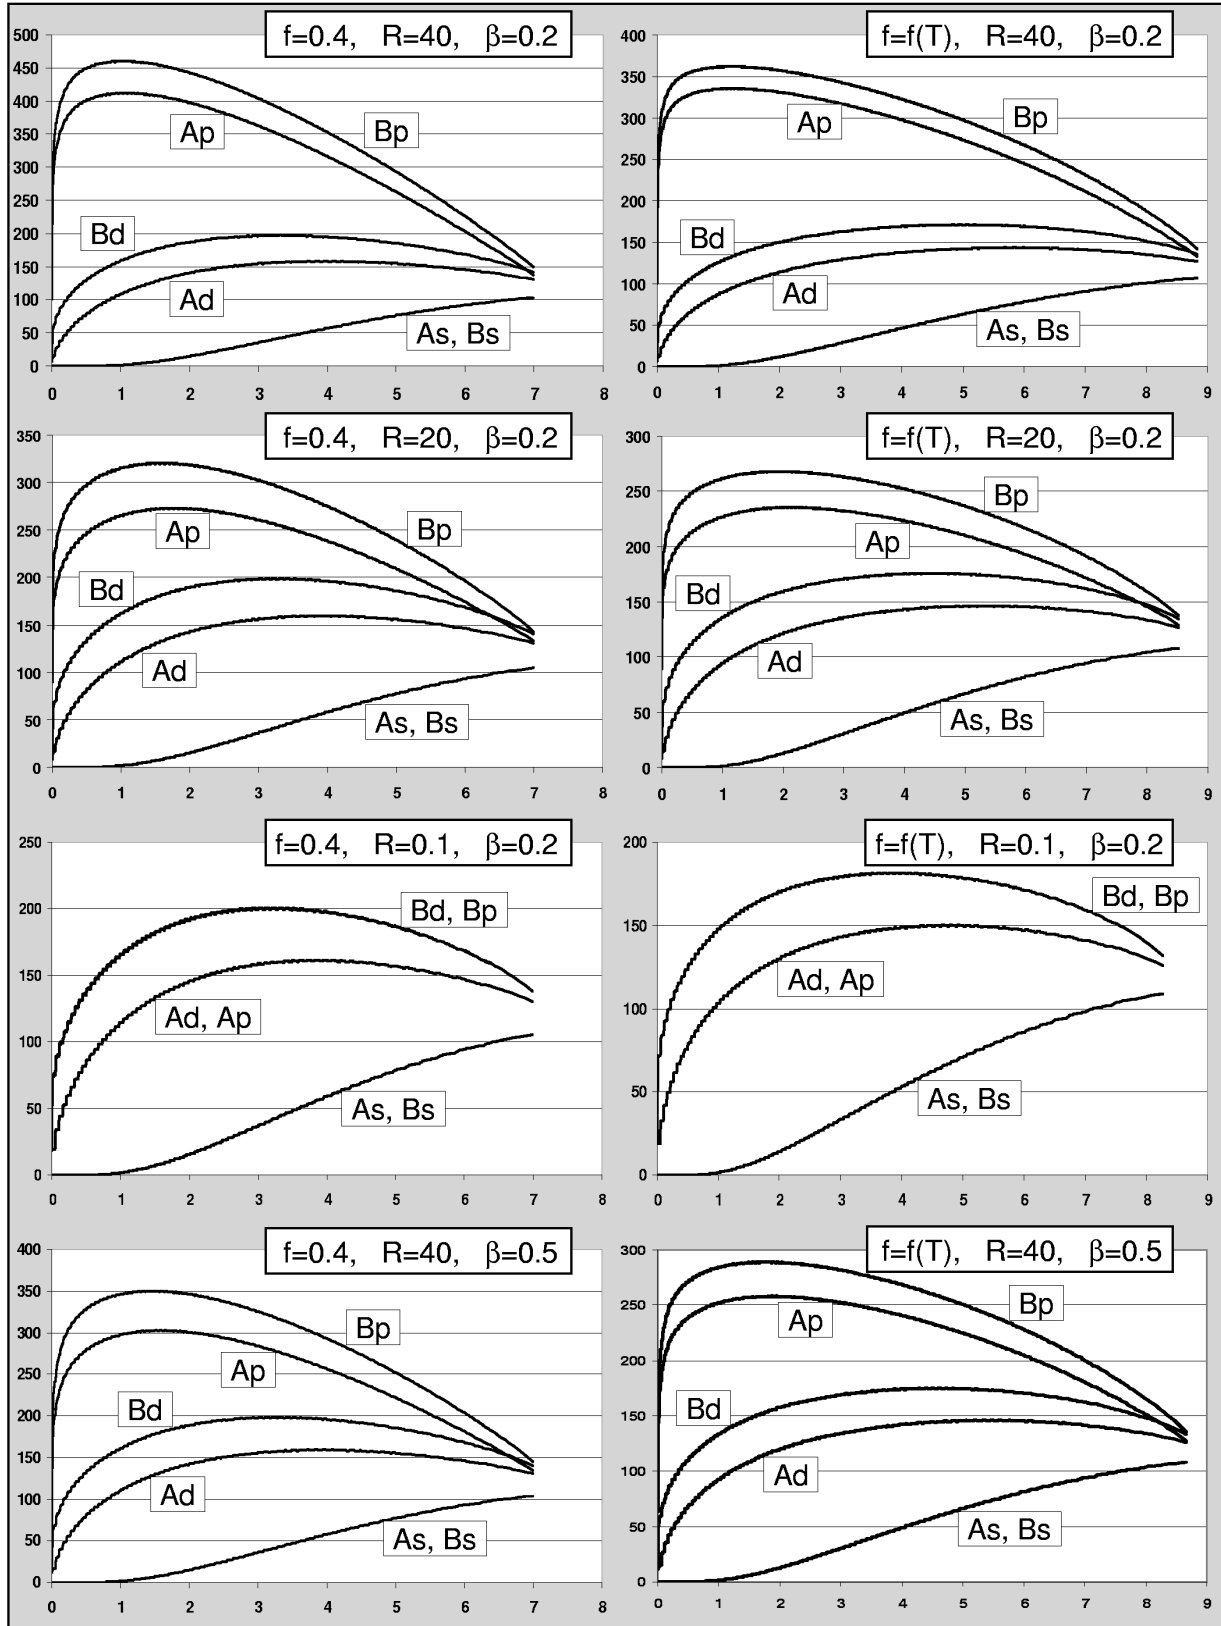 f=0.4, R=40, β=0.2
500
450
400
350
300
250
200
150
100
50
0
Ap
Bp
Bd
Ad
As, Bs
0 1 2 3 4 5 6 7 8
f=f(T), R=40, β=0.2
400
350
300
250
200
150
100
50
0
Ap
Bp
Bd
Ad
As, Bs
0 1 2 3 4 5 6 7 8 9
f=0.4, R=20, β=0.2
350
300
250
200
150
100
50
0
Ap
Bp
Bd
Ad
As, Bs
0 1 2 3 4 5 6 7 8
f=f(T), R=20, β=0.2
300
250
200
150
100
50
0
Bp
Ap
Bd
Ad
As, Bs
0 1 2 3 4 5 6 7 8 9
f=0.4, R=0.1, β=0.2
250
200
150
100
50
0
Bd, Bp
Ad, Ap
As, Bs
0 1 2 3 4 5 6 7 8
f=f(T), R=0.1, β=0.2
200
150
100
50
0
Bd, Bp
Ad, Ap
As, Bs
0 1 2 3 4 5 6 7 8 9
f=0.4, R=40, β=0.5
400
350
300
250
200
150
100
50
0
Bp
Ap
Bd
Ad
As, Bs
0 1 2 3 4 5 6 7 8
f=f(T), R=40, β=0.5
300
250
200
150
100
50
0
Bp
Ap
Bd
Ad
As, Bs
0 1 2 3 4 5 6 7 8 9